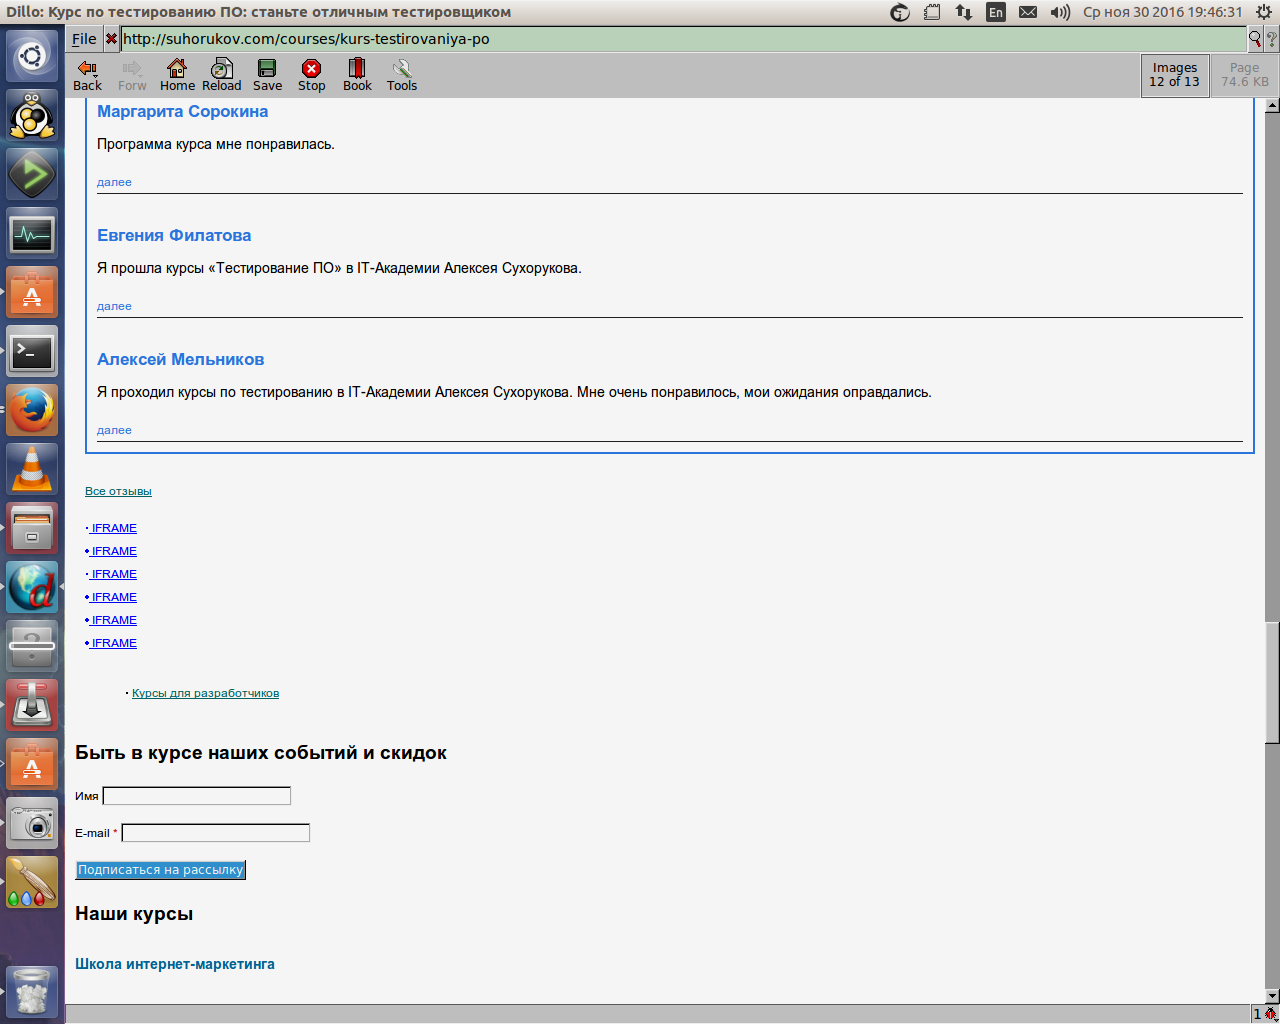 Dillo: Курс по тестированию ПО: станьте отличным тестировщиком
En
Ср ноя 30 2016 19:46:31
File
http://suhorukov.com/courses/kurs-testirovaniya-po
?
Back
Forw
Home
Reload
Save
Stop
Book
Tools
Images
12 of 13
Page
74.6 KB
Маргарита Сорокина
Программа курса мне понравилась.
далее
Евгения Филатова
Я прошла курсы «Тестирование ПО» в IT-Академии Алексея Сухорукова.
далее
Алексей Мельников
Я проходил курсы по тестированию в IT-Академии Алексея Сухорукова. Мне очень понравилось, мои ожидания оправдались.
далее
Все отзывы
IFRAME
IFRAME
IFRAME
IFRAME
IFRAME
IFRAME
Курсы для разработчиков
Быть в курсе наших событий и скидок
Имя
E-mail *
Подписаться на рассылку
Наши курсы
Школа интернет-маркетинга
1